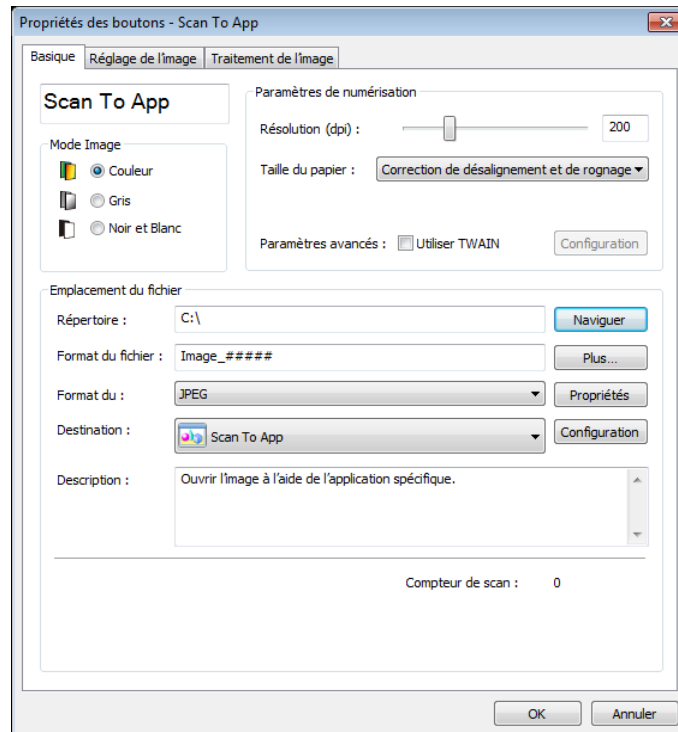 Propriétés des boutons - Scan To App
Basique
Réglage de l'image
Traitement de l'image
Scan To App
Mode Image
Couleur
Gris
Noir et Blanc
Paramètres de numérisation
Résolution (dpi) :
200
Taille du papier :
Correction de désalignement et de rognage
Paramètres avancés :
Utiliser TWAIN
Configuration
Emplacement du fichier
Répertoire :
C:\
Naviguer
Format du fichier :
Image_#####
Plus...
Format du :
JPEG
Propriétés
Destination :
Scan To App
Configuration
Description :
Ouvrir l'image à l'aide de l'application spécifique.
Compteur de scan :
0
OK
Annuler